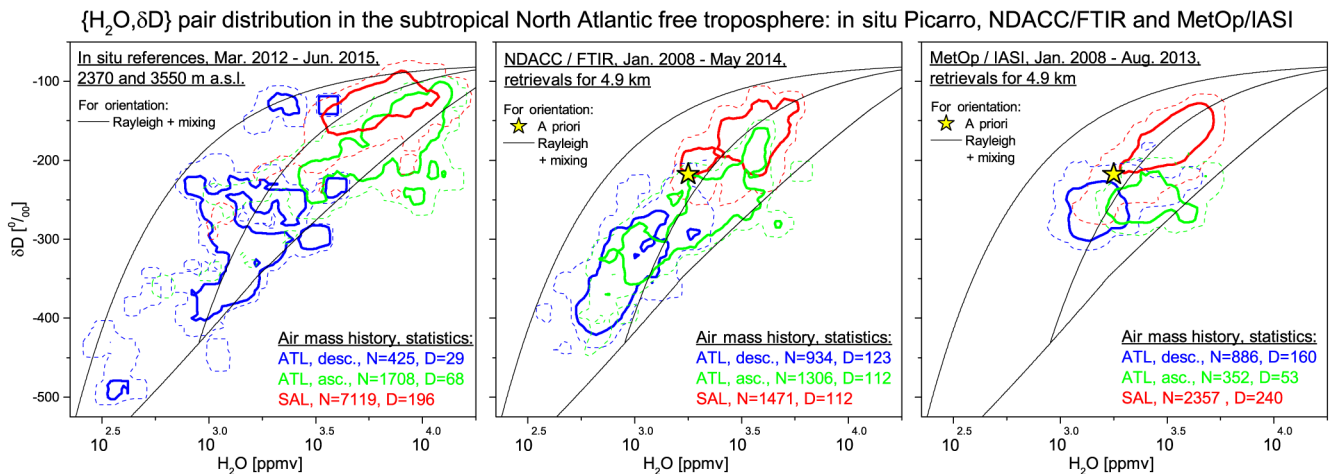 {H₂O,δD} pair distribution in the subtropical North Atlantic free troposphere: in situ Picarro, NDACC/FTIR and MetOp/IASI
In situ references, Mar. 2012 - Jun. 2015,
2370 and 3550 m a.s.l.
For orientation:
Rayleigh + mixing
Air mass history, statistics:
ATL, desc., N=425, D=29
ATL, asc., N=1708, D=68
SAL, N=7119, D=196
δD [⁰/₀₀]
-100
-200
-300
-400
-500
10^2.5 10^3.0 10^3.5 10^4.0
H₂O [ppmv]
NDACC / FTIR, Jan. 2008 - May 2014,
retrievals for 4.9 km
For orientation:
A priori
Rayleigh
+ mixing
Air mass history, statistics:
ATL, desc., N=934, D=123
ATL, asc., N=1306, D=112
SAL, N=1471, D=112
10^2.5 10^3.0 10^3.5 10^4.0
H₂O [ppmv]
MetOp / IASI, Jan. 2008 - Aug. 2013,
retrievals for 4.9 km
For orientation:
A priori
Rayleigh
+ mixing
Air mass history, statistics:
ATL, desc., N=886, D=160
ATL, asc., N=352, D=53
SAL, N=2357 , D=240
10^2.5 10^3.0 10^3.5 10^4.0
H₂O [ppmv]